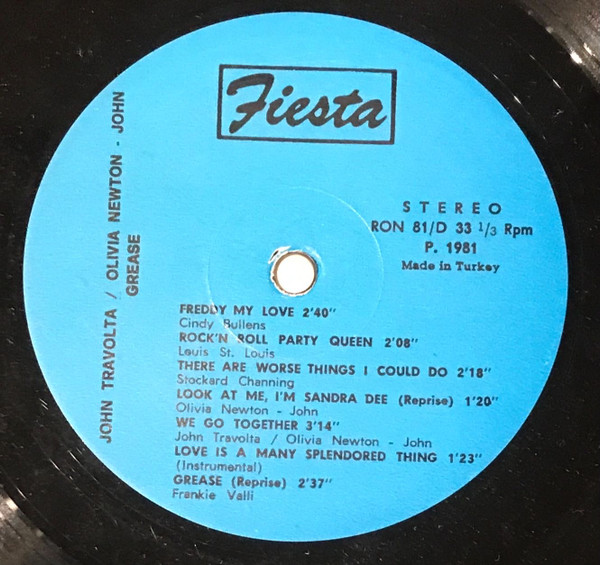 Fiesta
JOHN TRAVOLTA / OLIVIA NEWTON - JOHN
GREASE
STEREO
RON 81/D 33 1/3 Rpm
P. 1981
Made in Turkey
FREDDY MY LOVE 2'40"
Cindy Bullens
ROCK'N ROLL PARTY QUEEN 2'08"
Louis St. Louis
THERE ARE WORSE THINGS I COULD DO 2'18"
Stockard Channing
LOOK AT ME, I'M SANDRA DEE (Reprise) 1'20"
Olivia Newton - John
WE GO TOGETHER 3'14"
John Travolta / Olivia Newton - John
LOVE IS A MANY SPLENDORED THING 1'23"
(Instrumental)
GREASE (Reprise) 2'37"
Frankie Valli